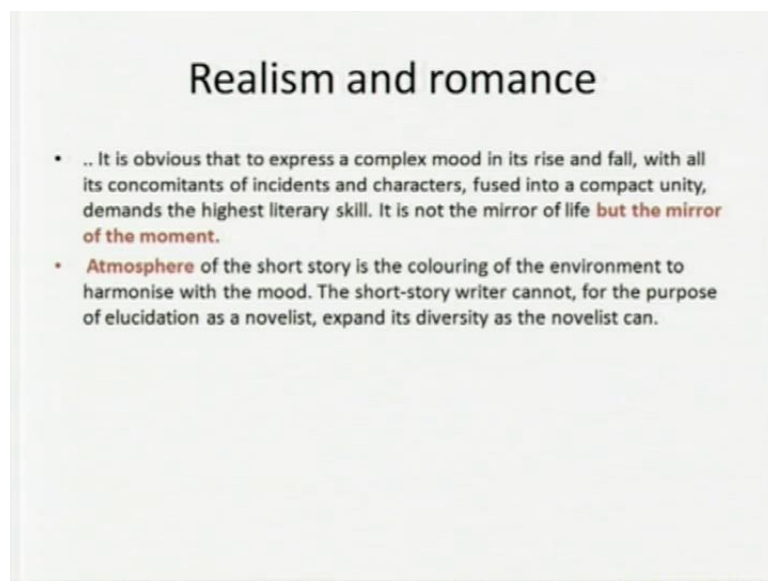 Realism and romance
• .. It is obvious that to express a complex mood in its rise and fall, with all
its concomitants of incidents and characters, fused into a compact unity,
demands the highest literary skill. It is not the mirror of life but the mirror
of the moment.
• Atmosphere of the short story is the colouring of the environment to
harmonise with the mood. The short-story writer cannot, for the purpose
of elucidation as a novelist, expand its diversity as the novelist can.